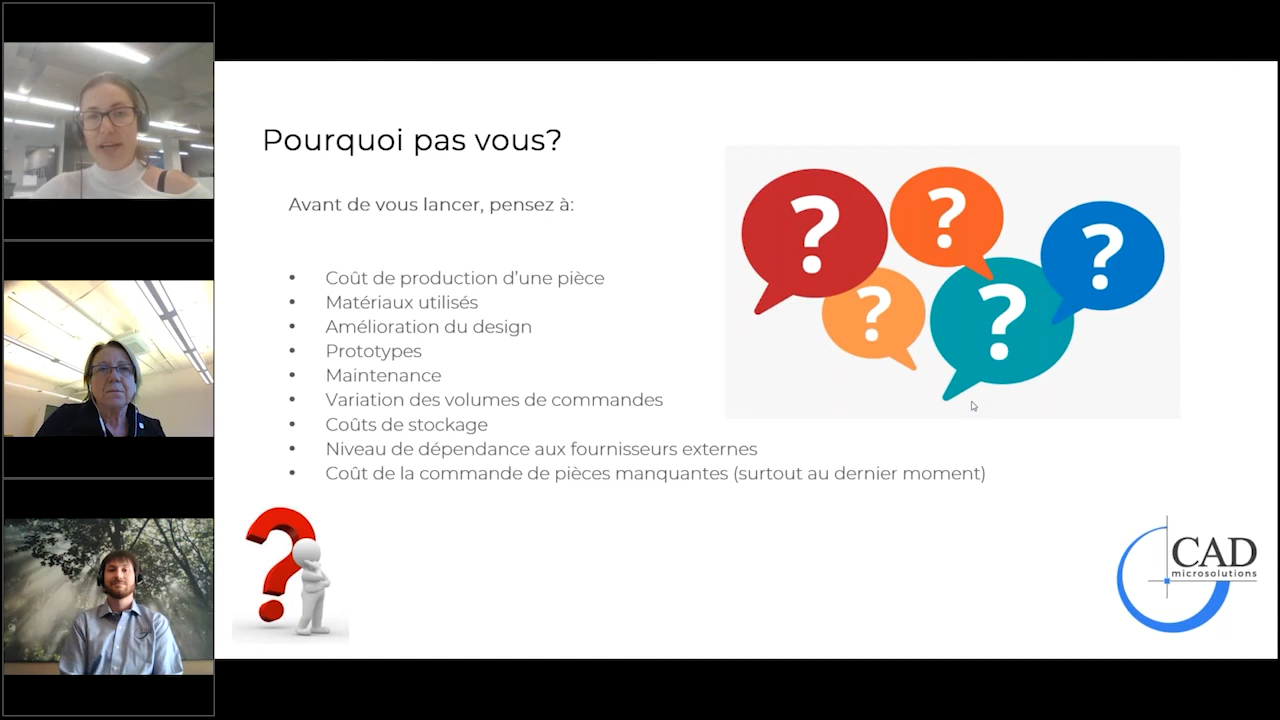 Pourquoi pas vous?
Avant de vous lancer, pensez à:
• Coût de production d’une pièce
• Matériaux utilisés
• Amélioration du design
• Prototypes
• Maintenance
• Variation des volumes de commandes
• Coûts de stockage
• Niveau de dépendance aux fournisseurs externes
• Coût de la commande de pièces manquantes (surtout au dernier moment)
? ? ? ? ?
?
CAD
microsolutions